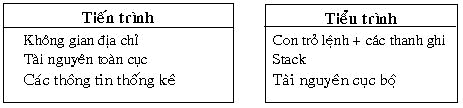 Tiến trình
Không gian địa chỉ
Tài nguyên toàn cục
Các thông tin thống kê
Tiểu trình
Con trỏ lệnh + các thanh ghi
Stack
Tài nguyên cục bộ